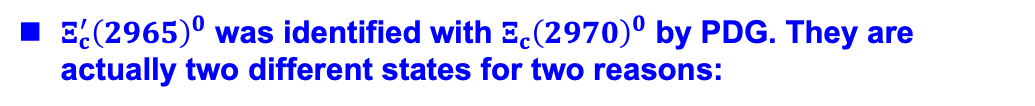 ■ Ξ′c(2965)⁰ was identified with Ξc(2970)⁰ by PDG. They are
actually two different states for two reasons: